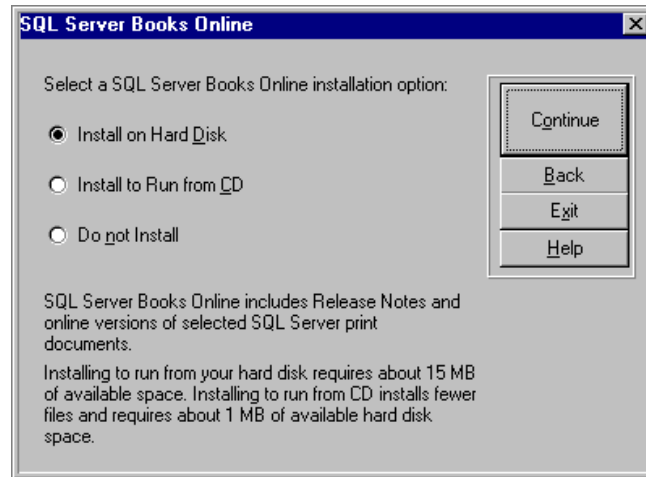 SQL Server Books Online
Select a SQL Server Books Online installation option:
Install on Hard Disk
Install to Run from CD
Do not Install
Continue
Back
Exit
Help
SQL Server Books Online includes Release Notes and
online versions of selected SQL Server print
documents.
Installing to run from your hard disk requires about 15 MB
of available space. Installing to run from CD installs fewer
files and requires about 1 MB of available hard disk
space.